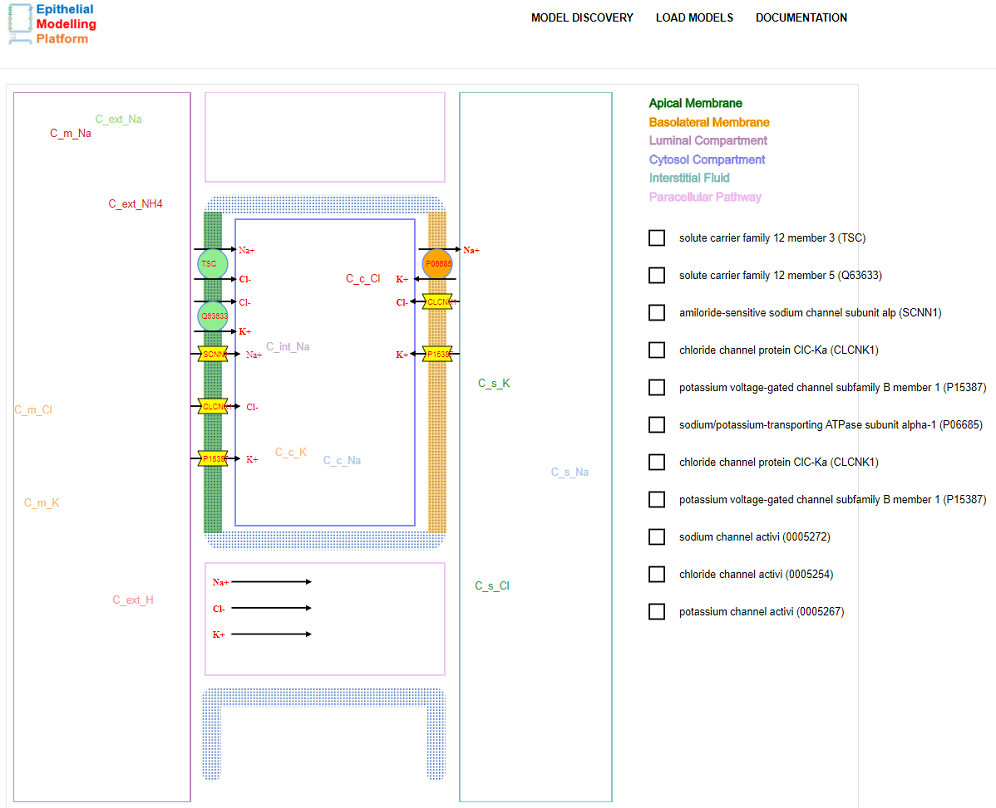 Epithelial
Modelling
Platform
MODEL DISCOVERY
LOAD MODELS
DOCUMENTATION
C_ext_Na
C_m_Na
C_ext_NH4
C_m_Cl
C_m_K
C_ext_H
Na+
TSC
Cl-
Cl-
Q63633
K+
SCNN1
Na+
CLCNK1
Cl-
P15387
K+
C_int_Na
C_c_Cl
C_c_K
C_c_Na
Na+
P06685
K+
Cl-
CLCNK1
K+
P15387
Na+
Cl-
K+
C_s_K
C_s_Na
C_s_Cl
Apical Membrane
Basolateral Membrane
Luminal Compartment
Cytosol Compartment
Interstitial Fluid
Paracellular Pathway
solute carrier family 12 member 3 (TSC)
solute carrier family 12 member 5 (Q63633)
amiloride-sensitive sodium channel subunit alp (SCNN1)
chloride channel protein ClC-Ka (CLCNK1)
potassium voltage-gated channel subfamily B member 1 (P15387)
sodium/potassium-transporting ATPase subunit alpha-1 (P06685)
chloride channel protein ClC-Ka (CLCNK1)
potassium voltage-gated channel subfamily B member 1 (P15387)
sodium channel activi (0005272)
chloride channel activi (0005254)
potassium channel activi (0005267)